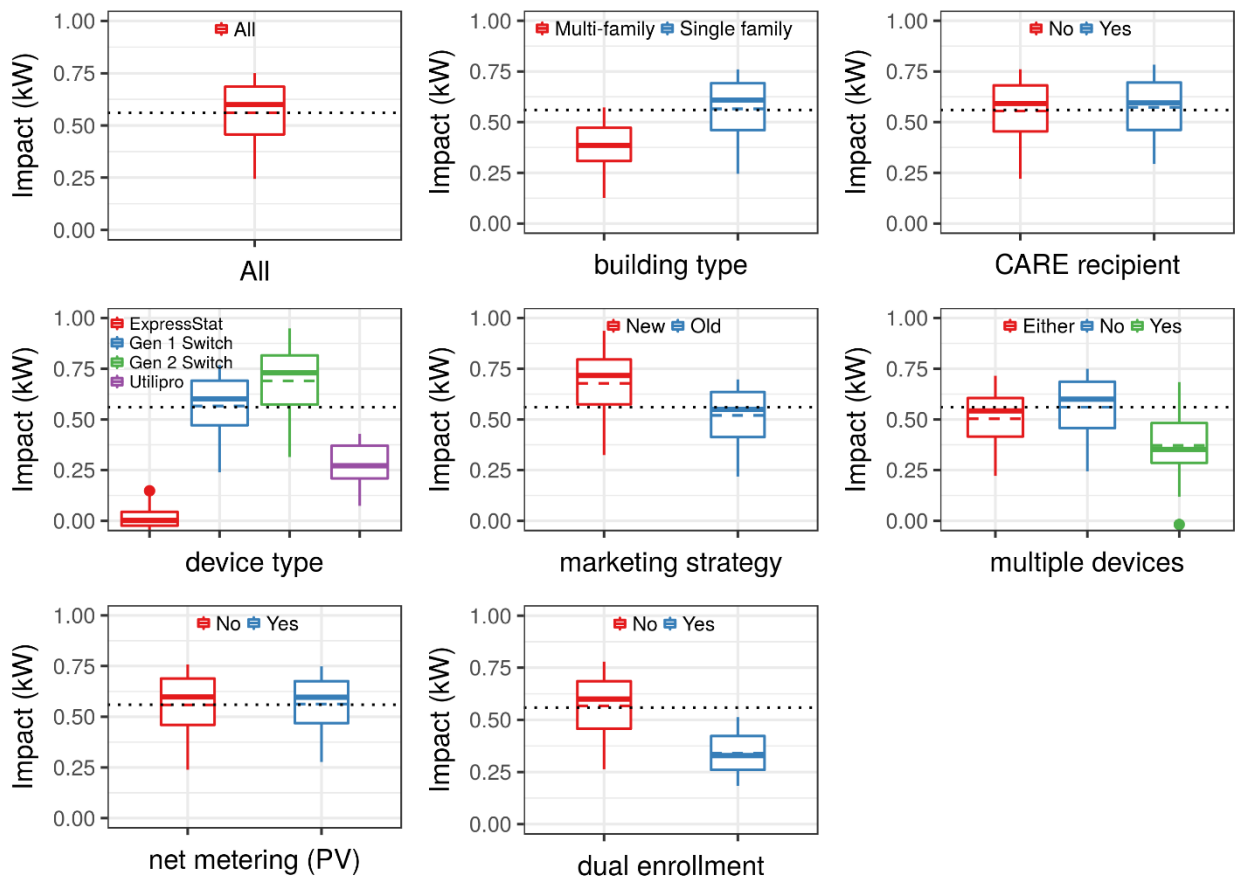 Impact (kW)
1.00
0.75
0.50
0.25
0.00
All
All
Impact (kW)
1.00
0.75
0.50
0.25
0.00
Multi-family Single family
building type
Impact (kW)
1.00
0.75
0.50
0.25
0.00
No Yes
CARE recipient
Impact (kW)
1.00
0.75
0.50
0.25
0.00
ExpressStat
Gen 1 Switch
Gen 2 Switch
Utilipro
device type
Impact (kW)
1.00
0.75
0.50
0.25
0.00
New Old
marketing strategy
Impact (kW)
1.00
0.75
0.50
0.25
0.00
Either No Yes
multiple devices
Impact (kW)
1.00
0.75
0.50
0.25
0.00
No Yes
net metering (PV)
Impact (kW)
1.00
0.75
0.50
0.25
0.00
No Yes
dual enrollment